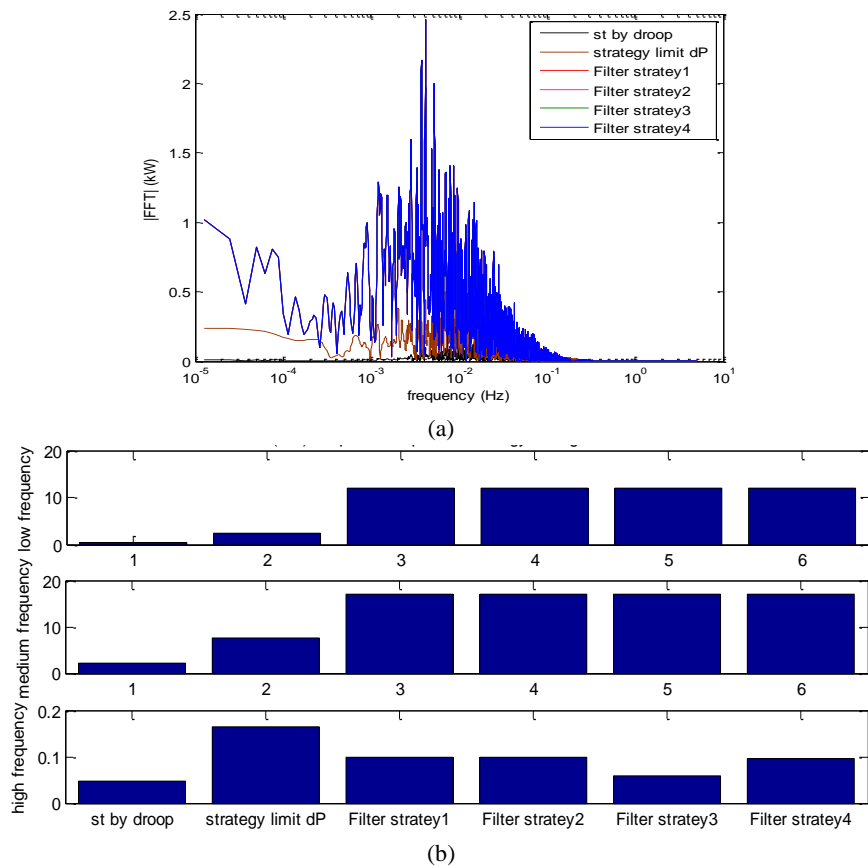 2.5
2
1.5
1
0.5
0
|FFT| (kW)
st by droop
strategy limit dP
Filter stratey1
Filter stratey2
Filter stratey3
Filter stratey4
10-5 10-4 10-3 10-2 10-1 100 101
frequency (Hz)
(a)
20
10
0
low frequency
1 2 3 4 5 6
20
10
0
medium frequency
1 2 3 4 5 6
0.2
0.1
0
high frequency
st by droop strategy limit dP Filter stratey1 Filter stratey2 Filter stratey3 Filter stratey4
(b)